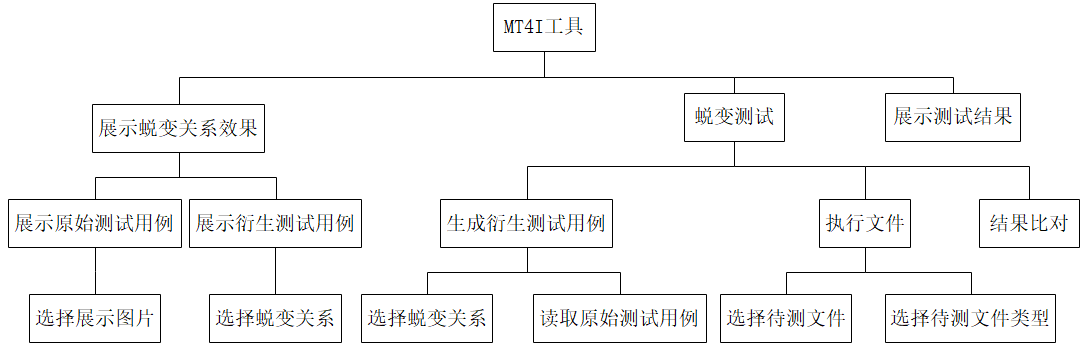 MT4I工具
展示蜕变关系效果
蜕变测试
展示测试结果
展示原始测试用例
展示衍生测试用例
生成衍生测试用例
执行文件
结果比对
选择展示图片
选择蜕变关系
选择蜕变关系
读取原始测试用例
选择待测文件
选择待测文件类型